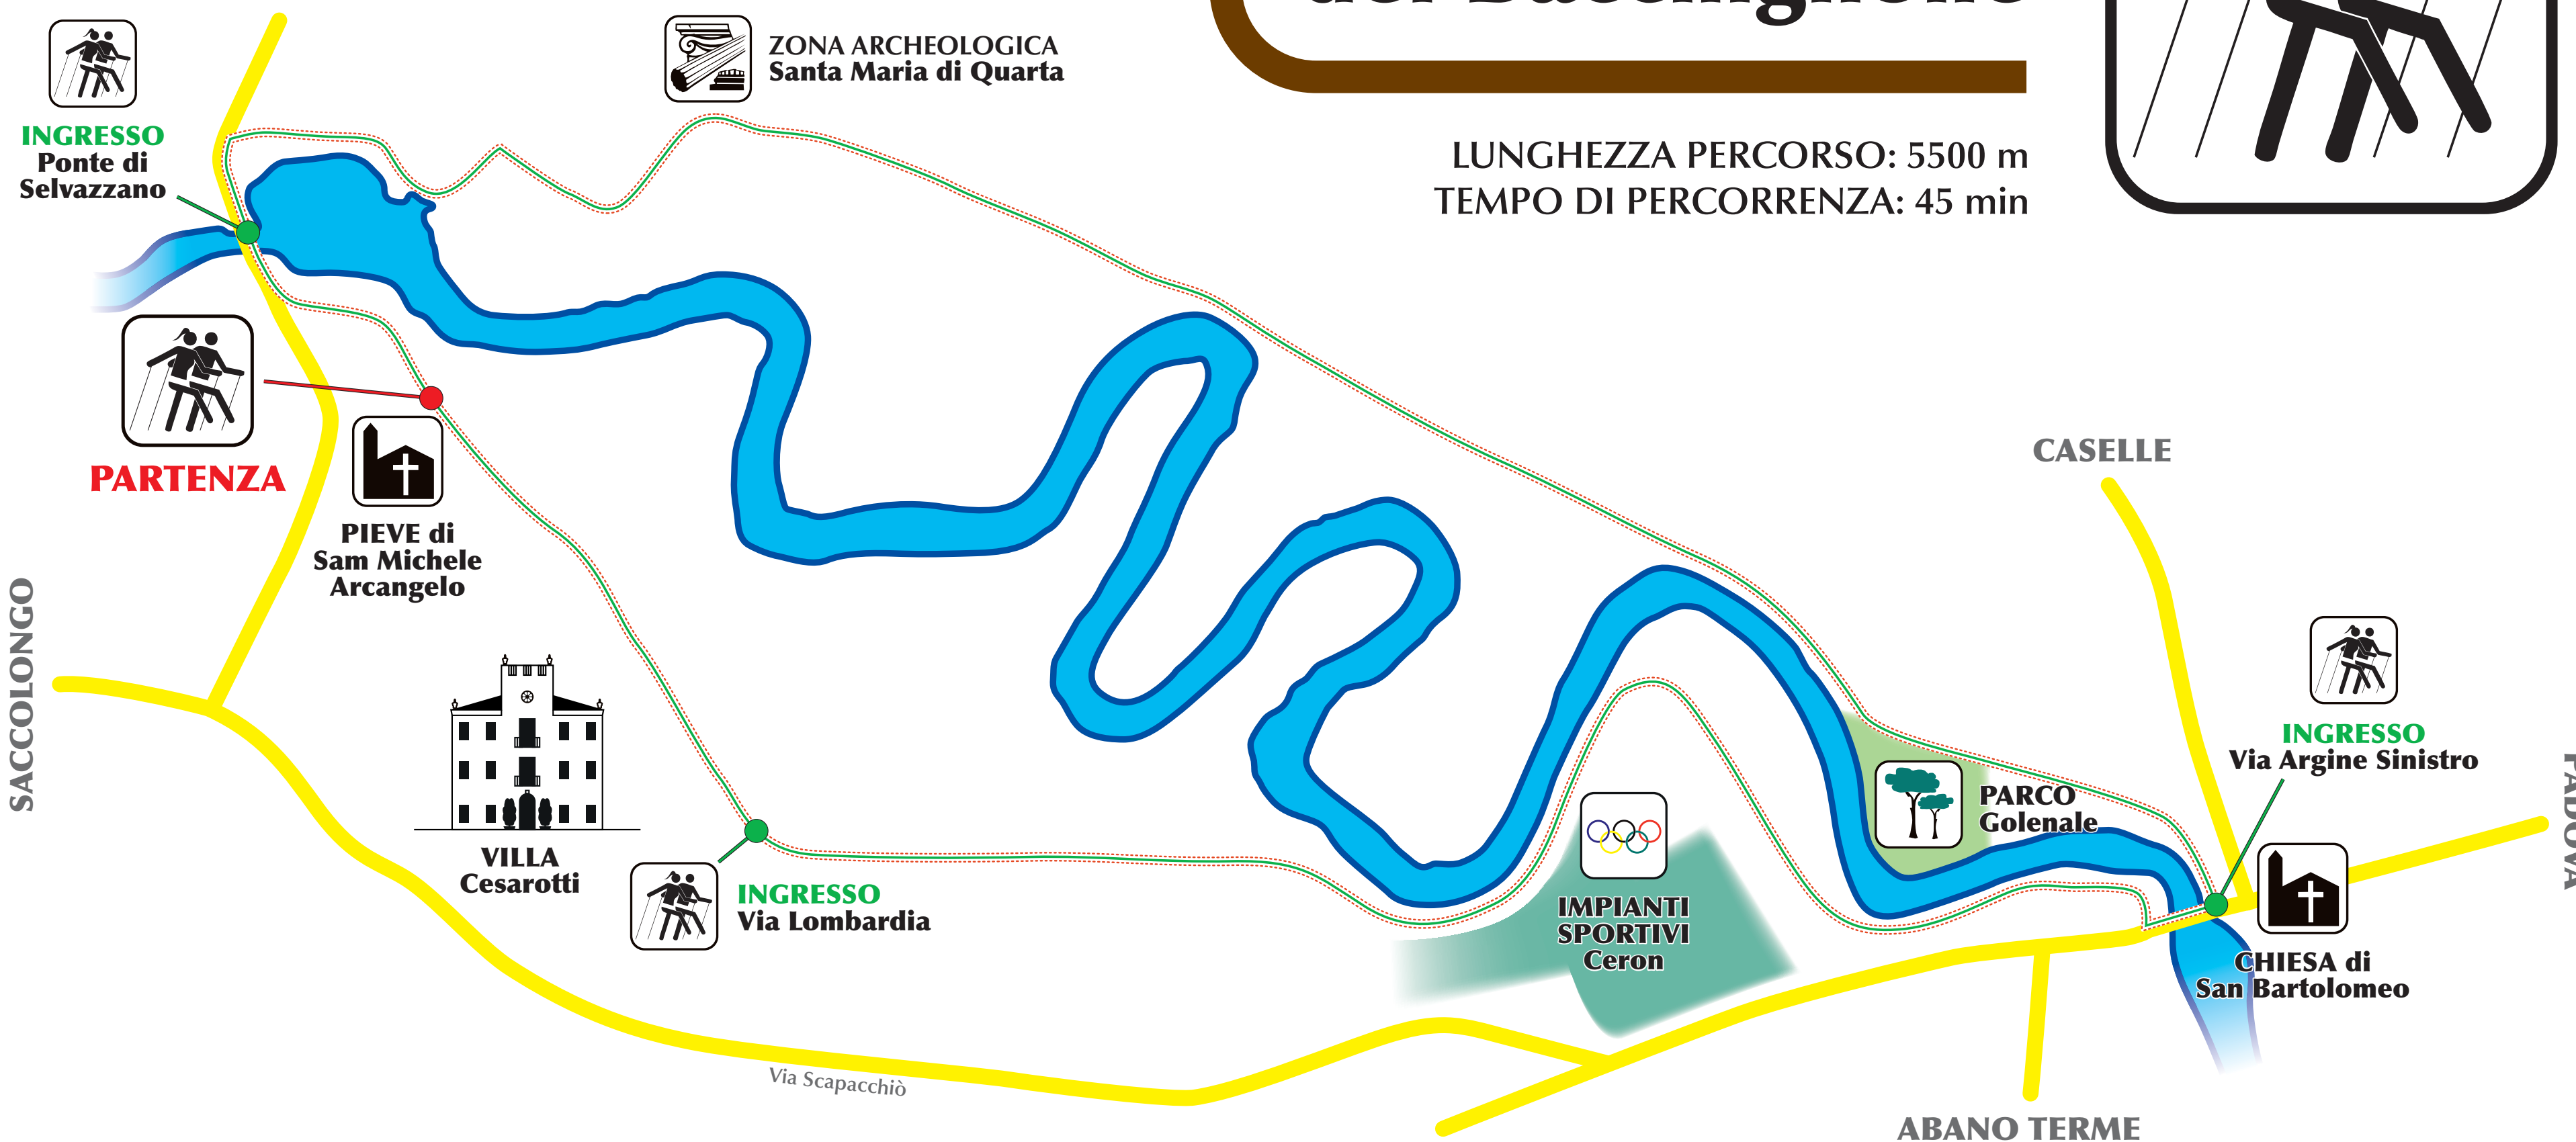 ZONA ARCHEOLOGICA
Santa Maria di Quarta
LUNGHEZZA PERCORSO: 5500 m
TEMPO DI PERCORRENZA: 45 min
INGRESSO
Ponte di
Selvazzano
PARTENZA
PIEVE di
Sam Michele
Arcangelo
SACCOLONGO
VILLA
Cesarotti
INGRESSO
Via Lombardia
Via Scapacchiò
IMPIANTI
SPORTIVI
Ceron
PARCO
Golenale
CASELLE
INGRESSO
Via Argine Sinistro
PADOVA
CHIESA di
San Bartolomeo
ABANO TERME